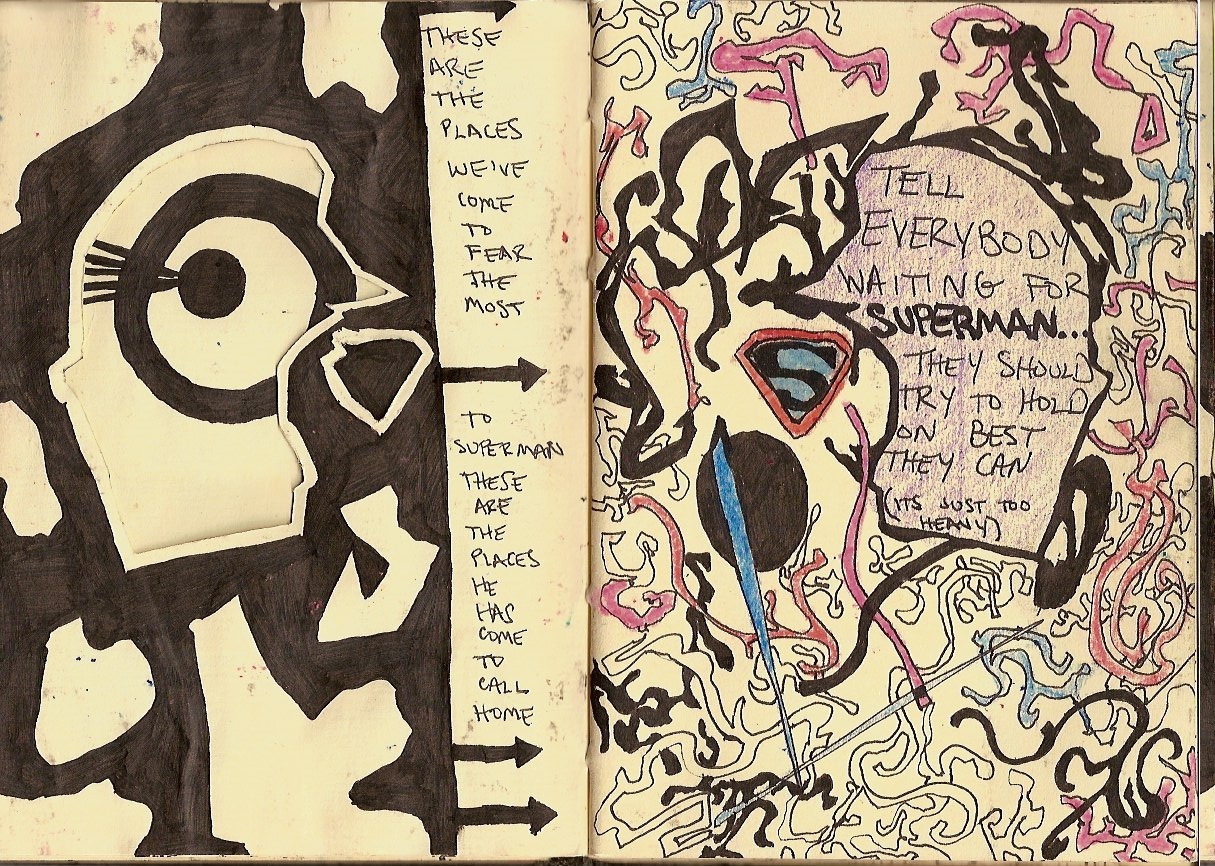 THESE
ARE
THE
PLACES
WE'VE
COME
TO
FEAR
THE
MOST
TO
SUPERMAN
THESE
ARE
THE
PLACES
HE
HAS
COME
TO
CALL
HOME
TELL
EVERYBODY
WAITING FOR
SUPERMAN...
THEY SHOULD
TRY TO HOLD
ON BEST
THEY CAN
(ITS JUST TOO
HEAVY)
S